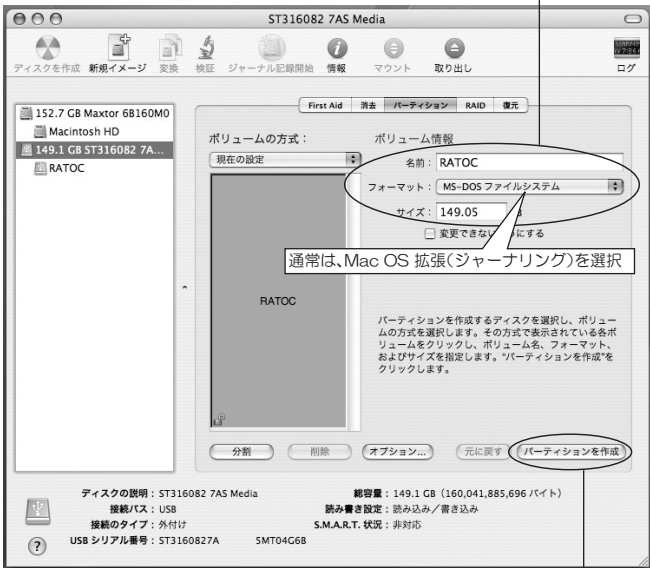 ST316082 7AS Media
ディスクを作成 新規イメージ 変換 検証 ジャーナル記録開始 情報 マウント 取り出し ログ
152.7 GB Maxtor 6B160M0
Macintosh HD
149.1 GB ST316082 7A...
RATOC
First Aid 消去 パーティション RAID 復元
ボリュームの方式：
現在の設定
RATOC
ボリューム情報
名前： RATOC
フォーマット： MS-DOS ファイルシステム
サイズ： 149.05
変更できない にする
通常は、Mac OS 拡張（ジャーナリング）を選択
パーティションを作成するディスクを選択し、ボリュー
ムの方式を選択します。その方式で表示されている各ボ
リュームをクリックし、ボリューム名、フォーマット、
およびサイズを指定します。“パーティションを作成”を
クリックします。
分割 削除 オプション... 元に戻す パーティションを作成
ディスクの説明：ST316082 7AS Media
接続バス：USB
接続のタイプ：外付け
USB シリアル番号：ST3160827A 5MT04G6B
総容量：149.1 GB（160,041,885,696 バイト）
読み書き設定：読み込み／書き込み
S.M.A.R.T. 状況：非対応
?